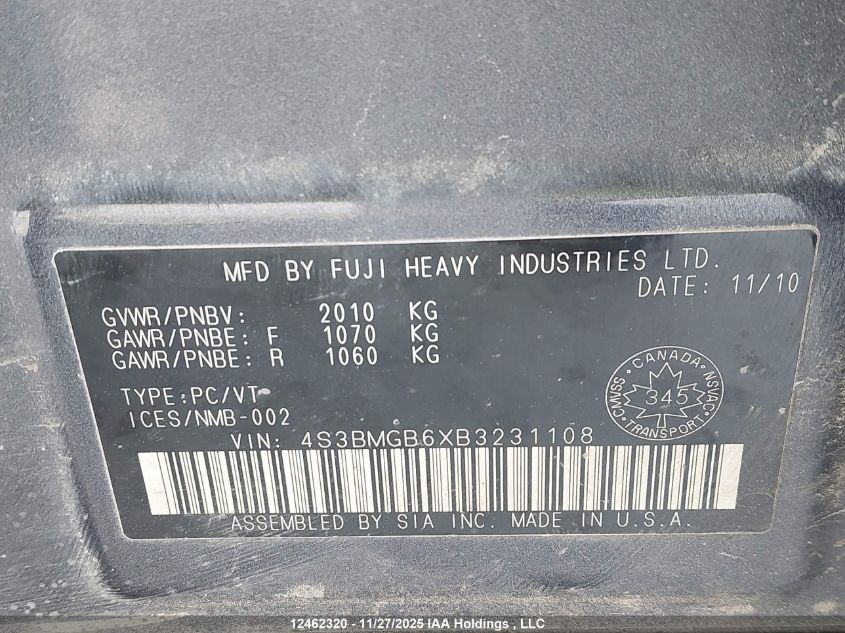 MFD BY FUJI HEAVY INDUSTRIES LTD.
DATE: 11/10
GVWR/PNBV: 2010 KG
GAWR/PNBE: F 1070 KG
GAWR/PNBE: R 1060 KG
TYPE:PC/VT
ICES/NMB-002
CANADA
CMVSS 345 NSVAC
TRANSPORT
VIN: 4S3BMGB6XB3231108
ASSEMBLED BY SIA INC. MADE IN U.S.A.
12462320 - 11/27/2025 IAA Holdings , LLC